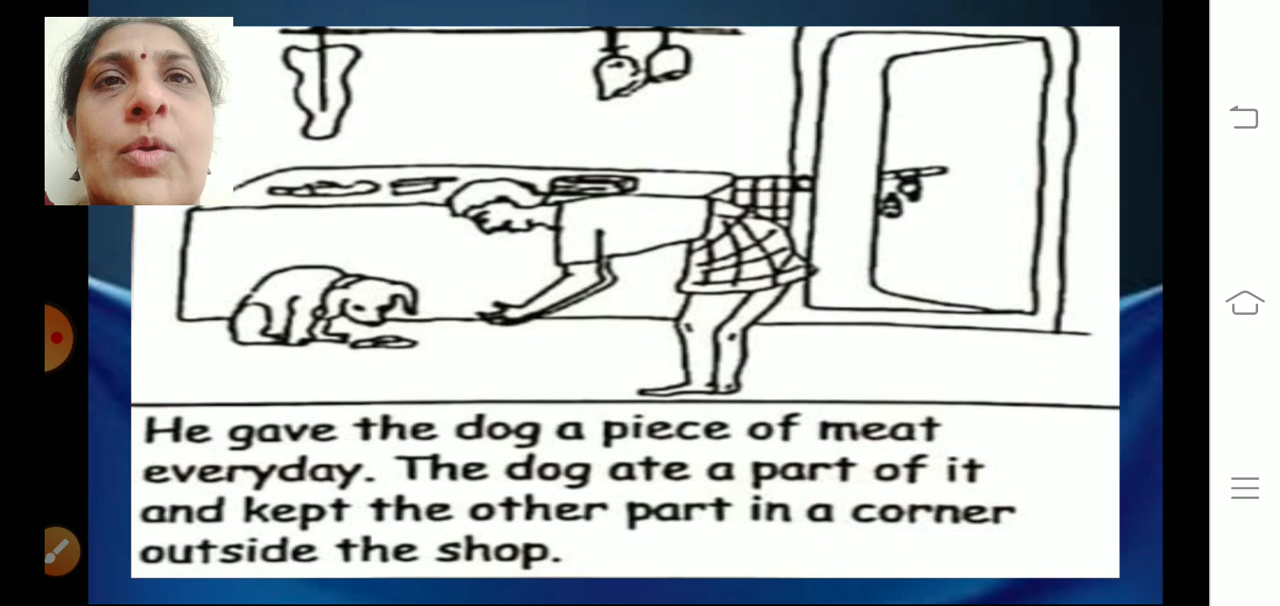 He gave the dog a piece of meat
everyday. The dog ate a part of it
and kept the other part in a corner
outside the shop.